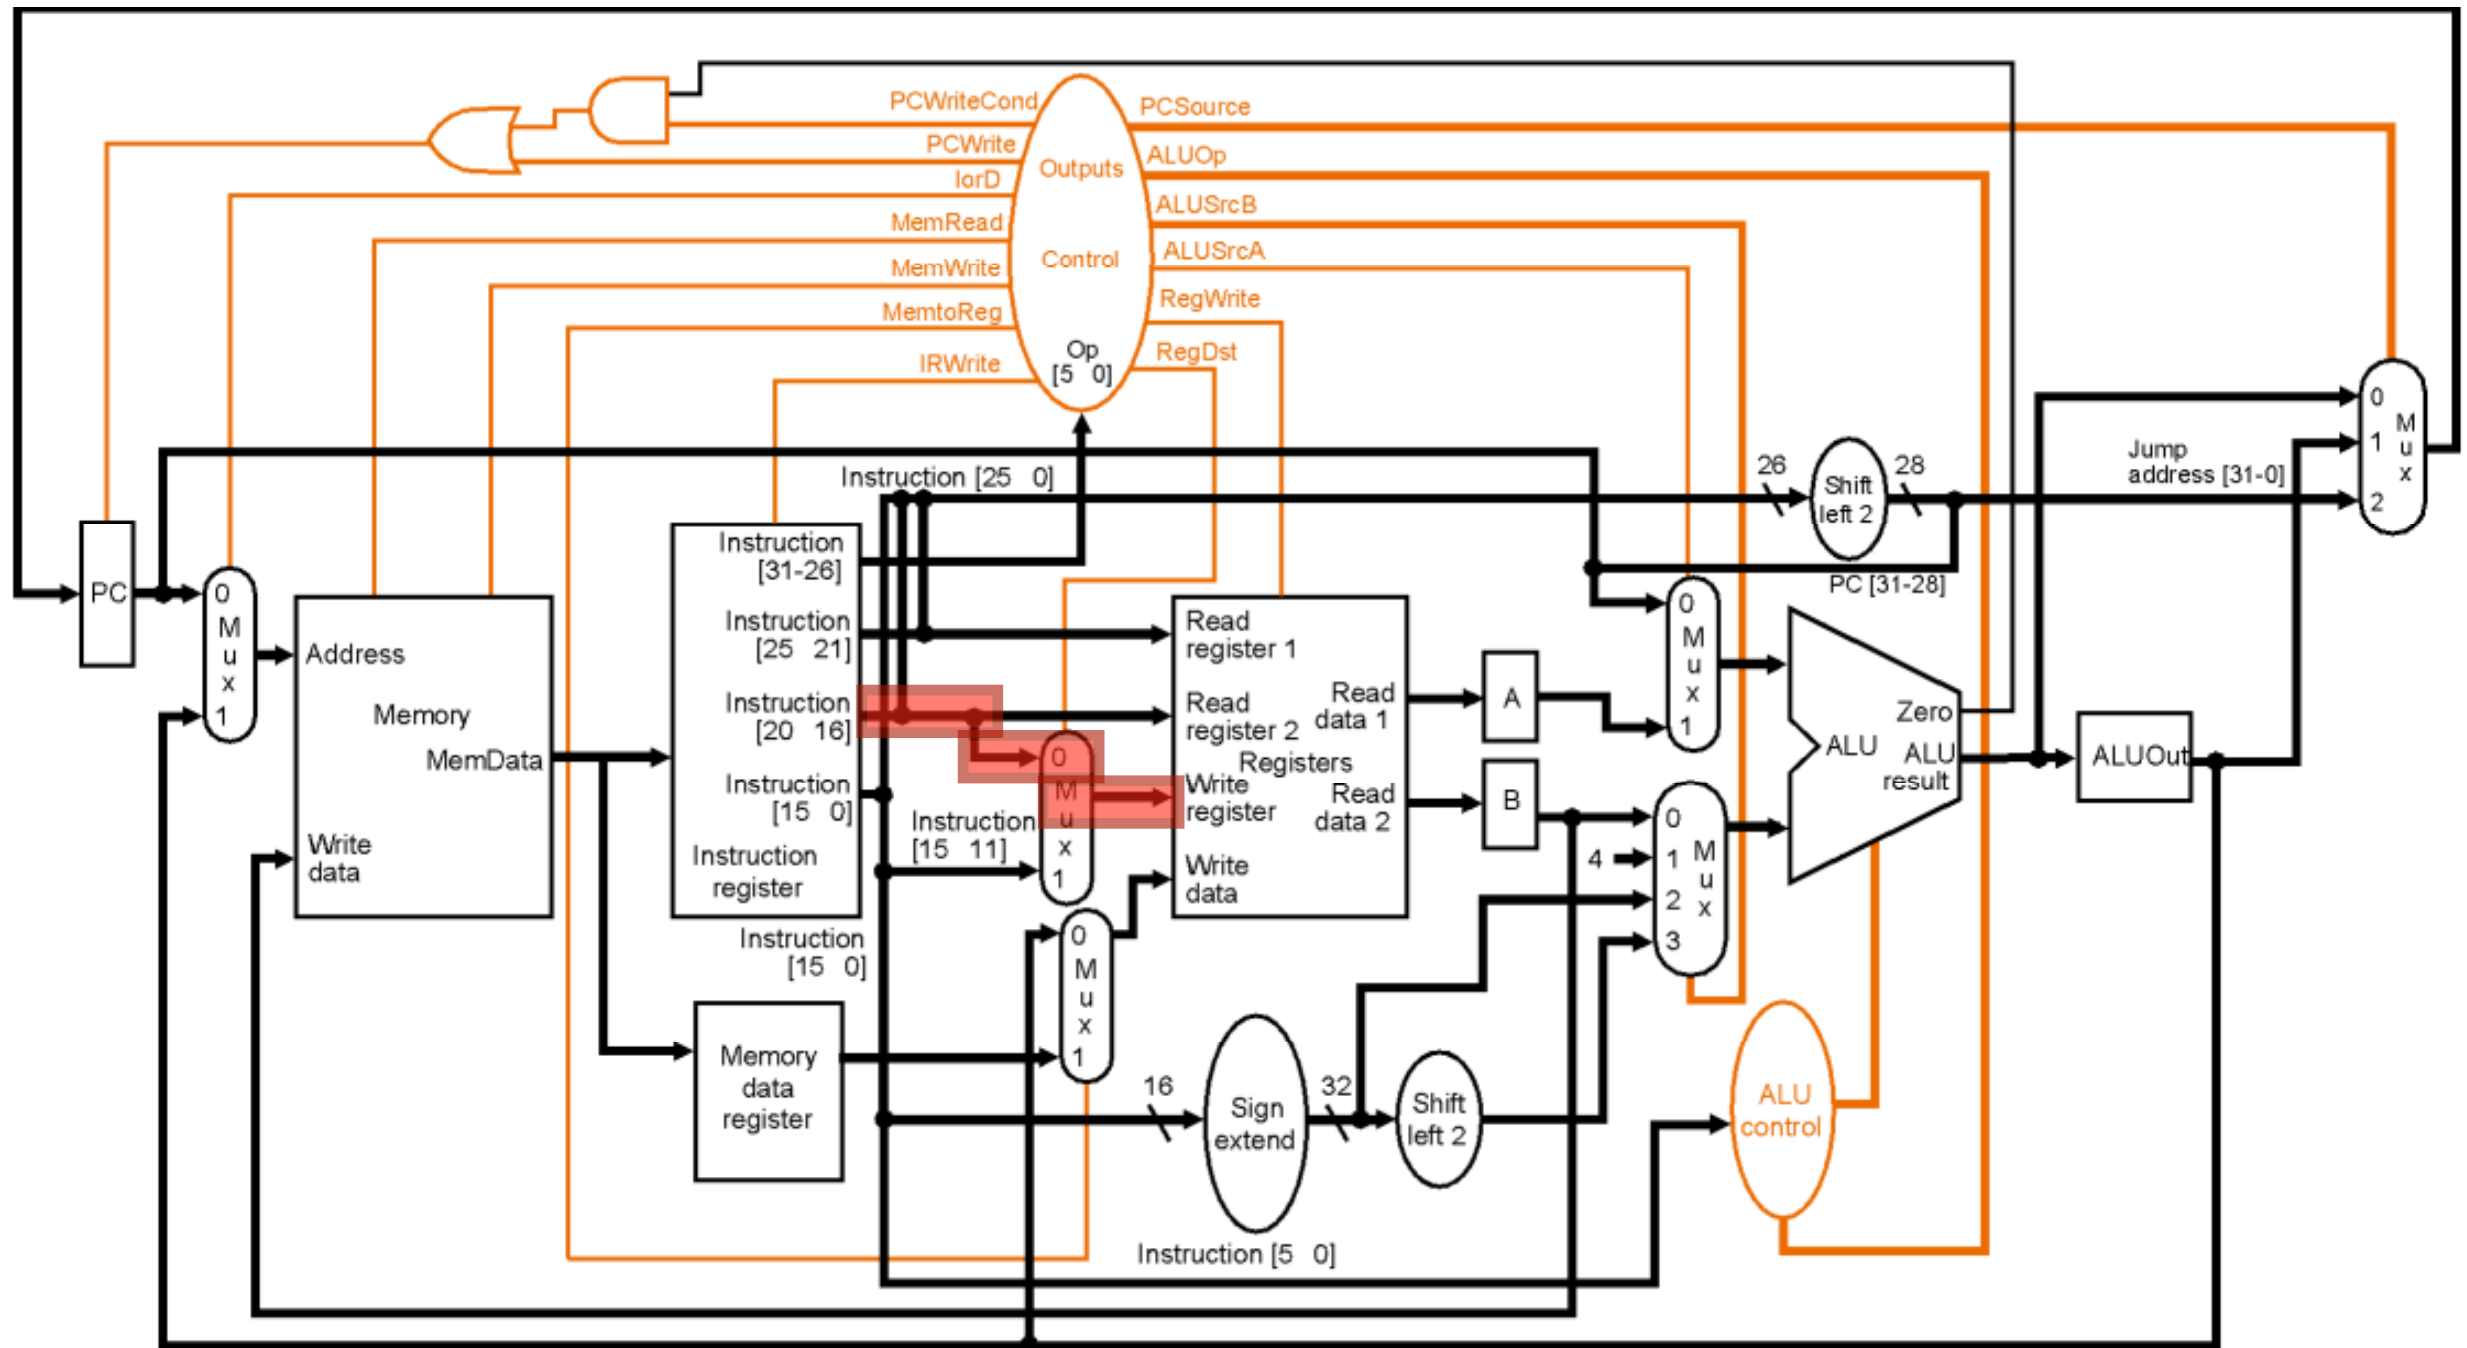 PCWriteCond
PCWrite
IorD
MemRead
MemWrite
MemtoReg
IRWrite
Outputs
Control
Op
[5 0]
PCSource
ALUOp
ALUSrcB
ALUSrcA
RegWrite
RegDst
PC
0
M
u
x
1
Address
Memory
MemData
Write
data
Instruction
[31-26]
Instruction
[25 21]
Instruction
[20 16]
Instruction
[15 0]
Instruction
register
Instruction [25 0]
Instruction
[15 11]
Instruction
[15 0]
Memory
data
register
0
M
u
x
1
0
M
u
x
1
Read
register 1
Read
register 2
Registers
Write
register
Write
data
Read
data 1
Read
data 2
A
B
16
Sign
extend
32
Shift
left 2
Instruction [5 0]
0
M
u
x
1
4
0
1
2
3
M
u
x
26
Shift
left 2
28
PC [31-28]
Jump
address [31-0]
Zero
ALU
ALU
result
ALU
control
ALUOut
0
1
2
M
u
x